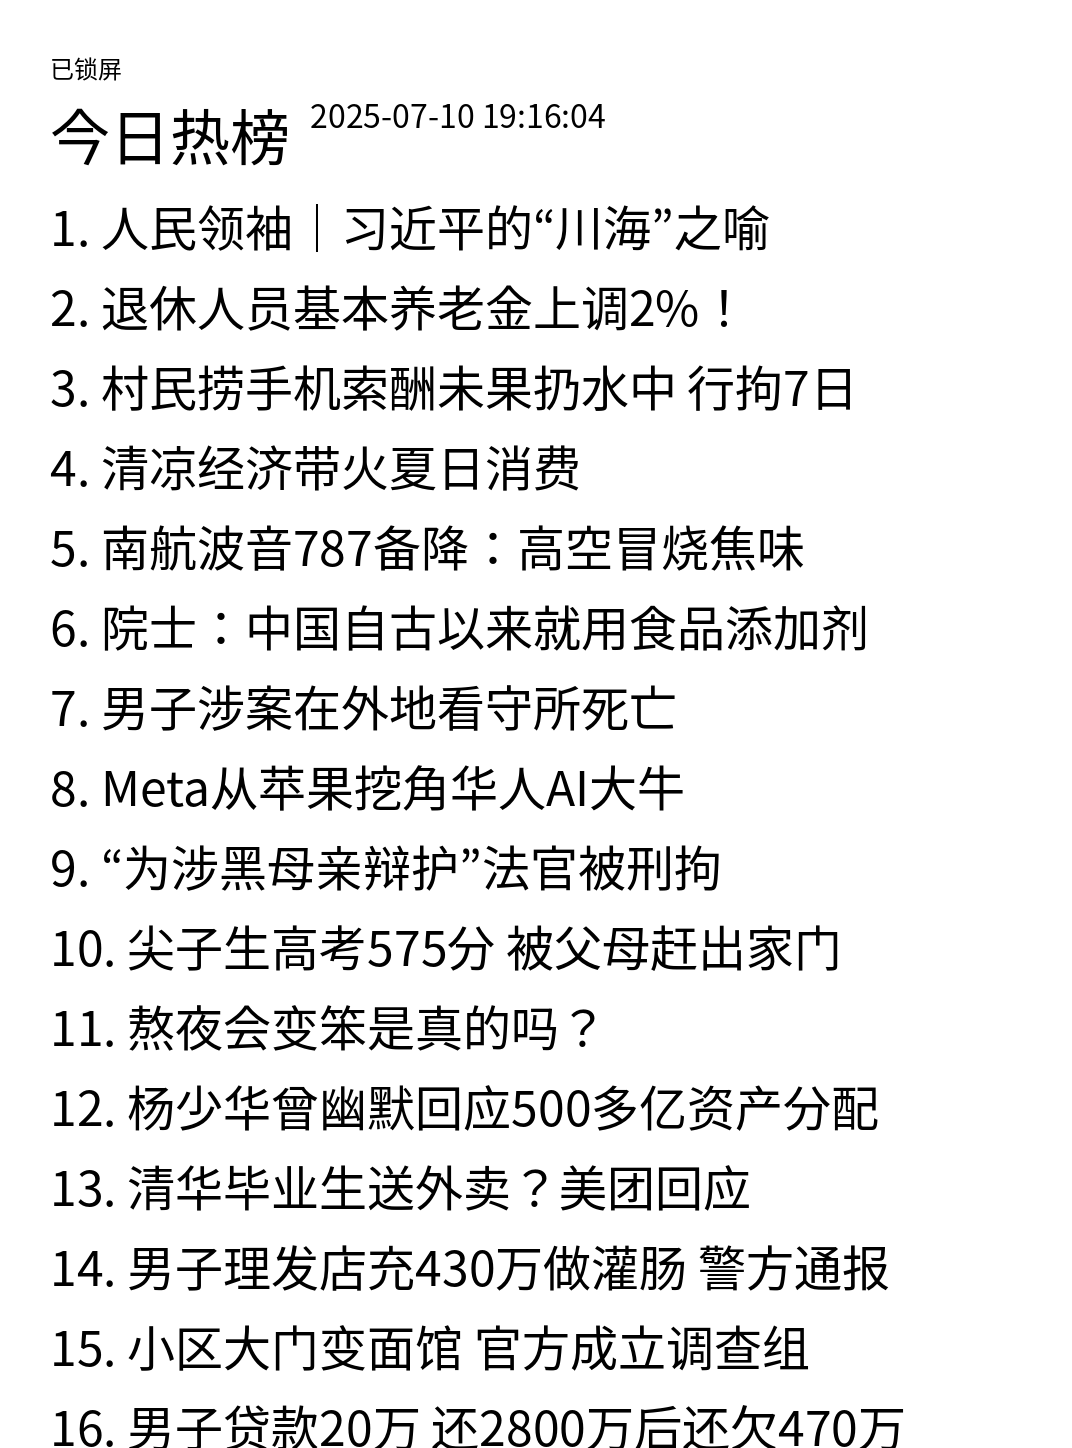 已锁屏
今日热榜 2025-07-10 19:16:04
1. 人民领袖｜习近平的“川海”之喻
2. 退休人员基本养老金上调2%！
3. 村民捞手机索酬未果扔水中 行拘7日
4. 清凉经济带火夏日消费
5. 南航波音787备降：高空冒烧焦味
6. 院士：中国自古以来就用食品添加剂
7. 男子涉案在外地看守所死亡
8. Meta从苹果挖角华人AI大牛
9. “为涉黑母亲辩护”法官被刑拘
10. 尖子生高考575分 被父母赶出家门
11. 熬夜会变笨是真的吗？
12. 杨少华曾幽默回应500多亿资产分配
13. 清华毕业生送外卖？美团回应
14. 男子理发店充430万做灌肠 警方通报
15. 小区大门变面馆 官方成立调查组
16. 男子贷款20万 还2800万后还欠470万